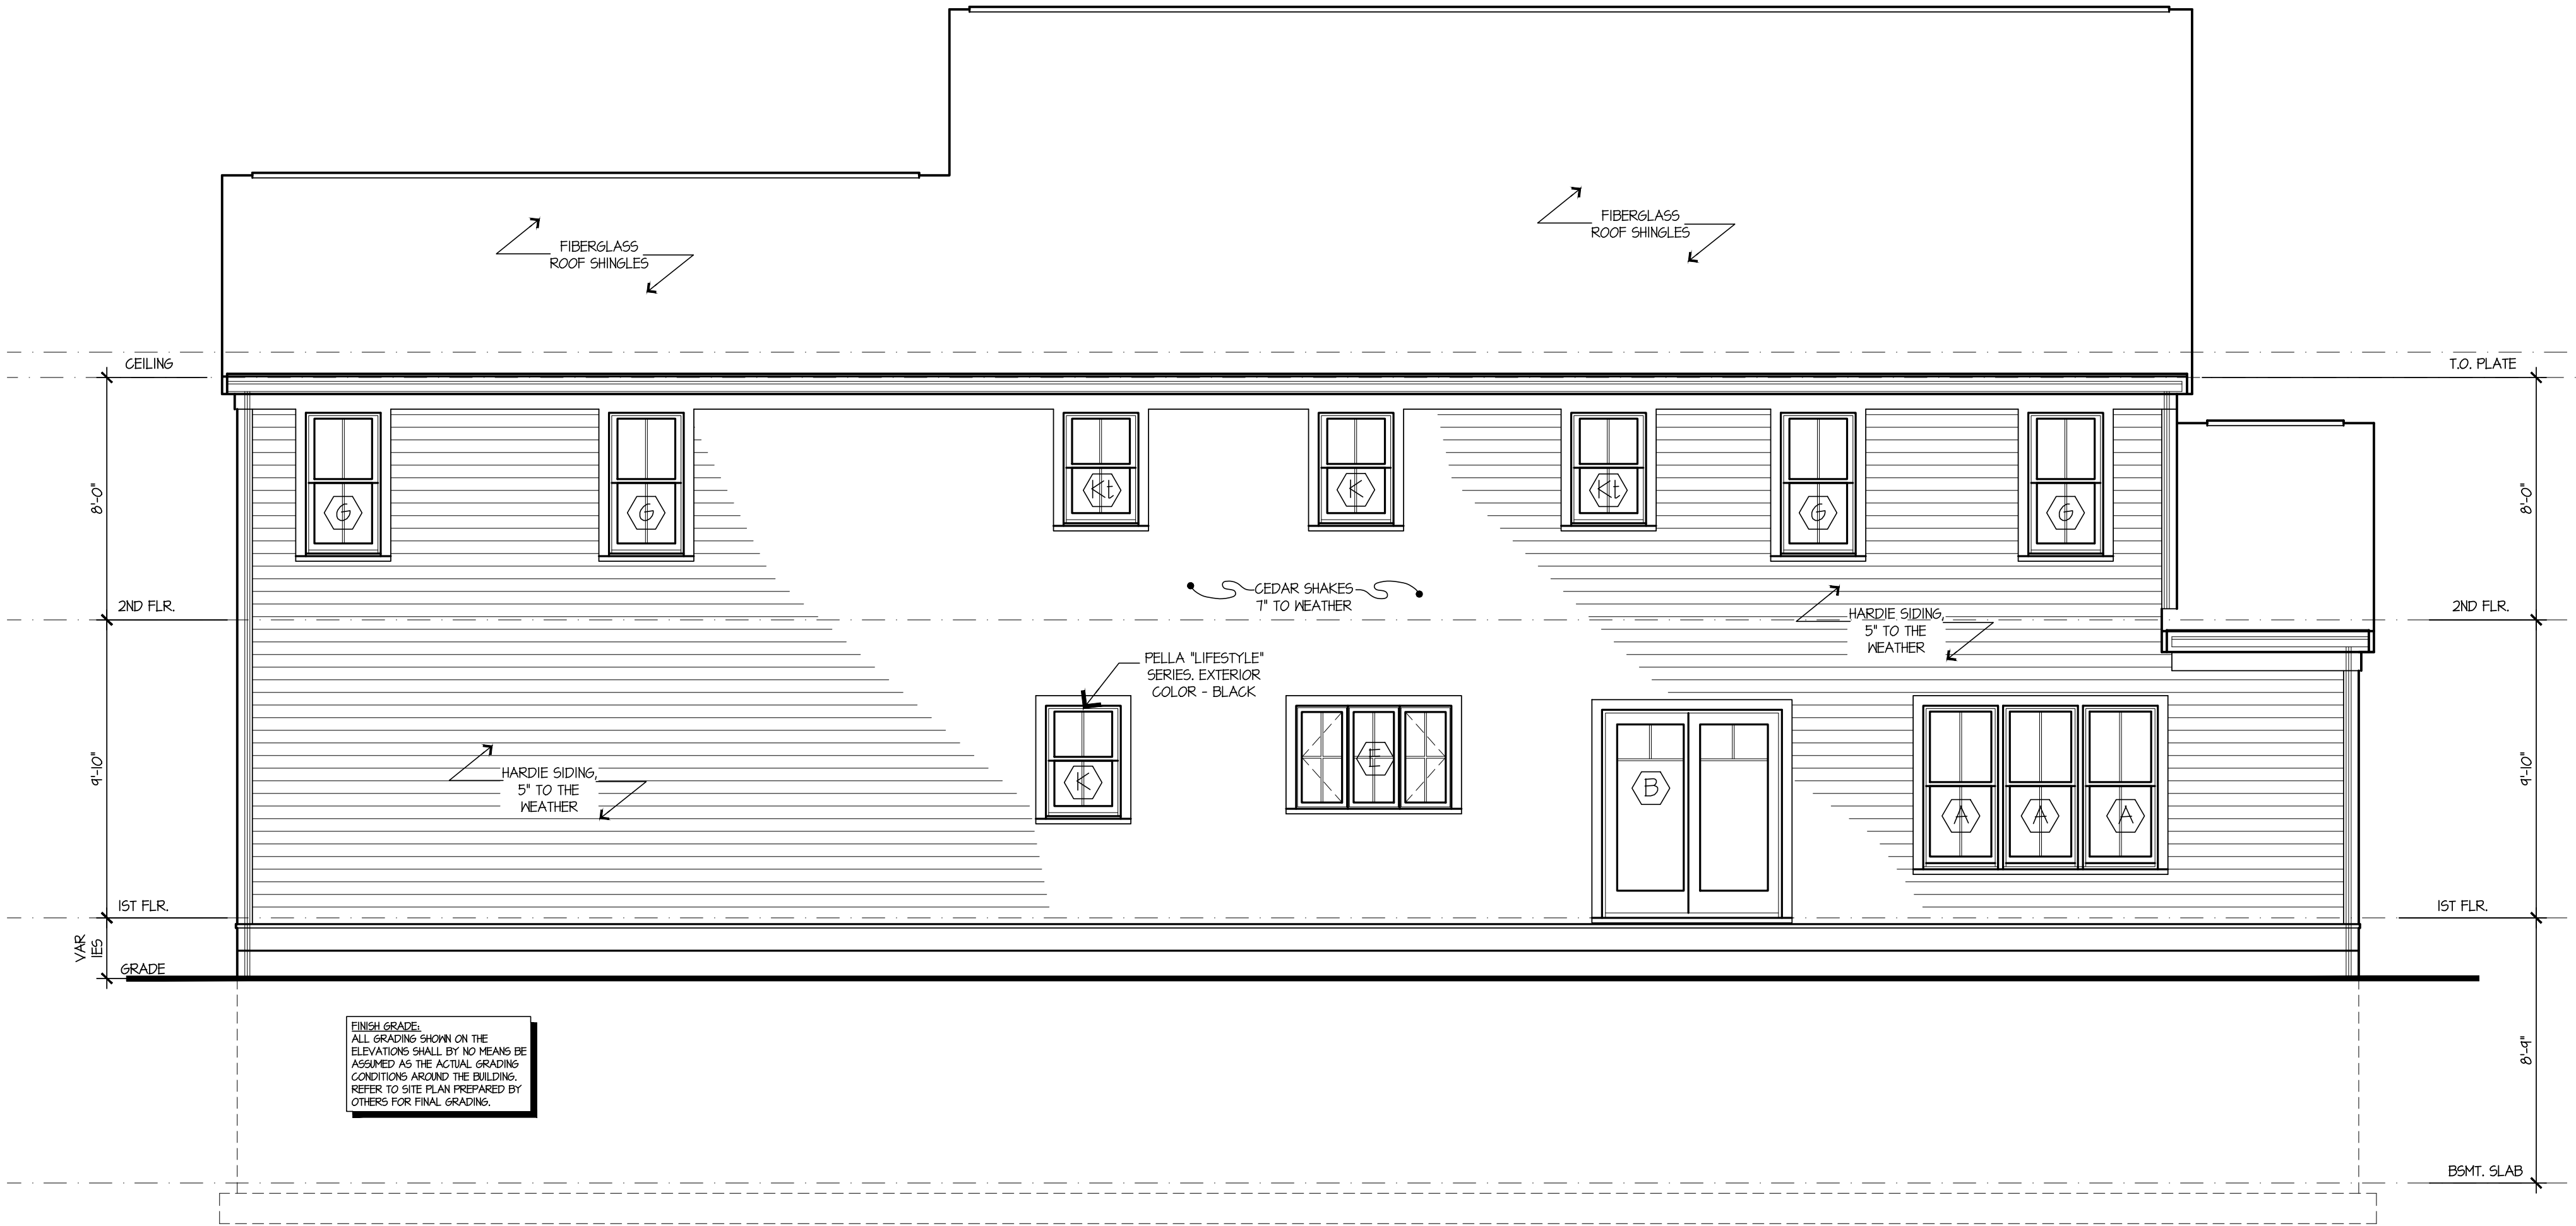 FIBERGLASS
ROOF SHINGLES
FIBERGLASS
ROOF SHINGLES
CEILING
T.O. PLATE
8'-0"
8'-0"
G
G
Kt
K
Kt
G
G
CEDAR SHAKES
7" TO WEATHER
2ND FLR.
2ND FLR.
HARDIE SIDING,
5" TO THE
WEATHER
PELLA "LIFESTYLE"
SERIES. EXTERIOR
COLOR - BLACK
9'-10"
9'-10"
HARDIE SIDING,
5" TO THE
WEATHER
K
E
B
A
A
A
1ST FLR.
1ST FLR.
VAR
IES
GRADE
FINISH GRADE:
ALL GRADING SHOWN ON THE
ELEVATIONS SHALL BY NO MEANS BE
ASSUMED AS THE ACTUAL GRADING
CONDITIONS AROUND THE BUILDING.
REFER TO SITE PLAN PREPARED BY
OTHERS FOR FINAL GRADING.
8'-9"
BSMT. SLAB